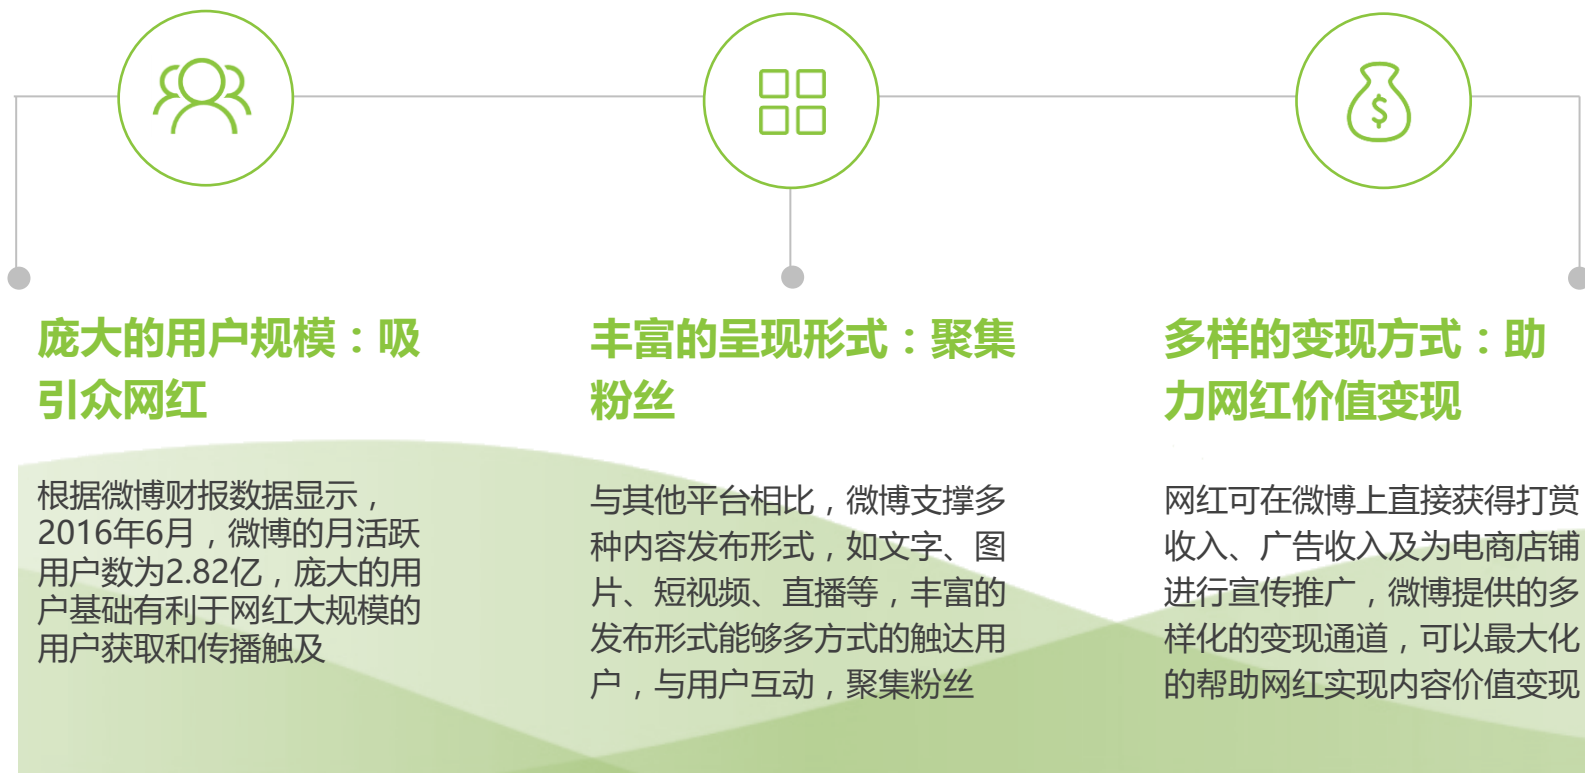 庞大的用户规模：吸
引众网红
根据微博财报数据显示，
2016年6月，微博的月活跃
用户数为2.82亿，庞大的用
户基础有利于网红大规模的
用户获取和传播触及
丰富的呈现形式：聚集
粉丝
与其他平台相比，微博支撑多
种内容发布形式，如文字、图
片、短视频、直播等，丰富的
发布形式能够多方式的触达用
户，与用户互动，聚集粉丝
$
多样的变现方式：助
力网红价值变现
网红可在微博上直接获得打赏
收入、广告收入及为电商店铺
进行宣传推广，微博提供的多
样化的变现通道，可以最大化
的帮助网红实现内容价值变现